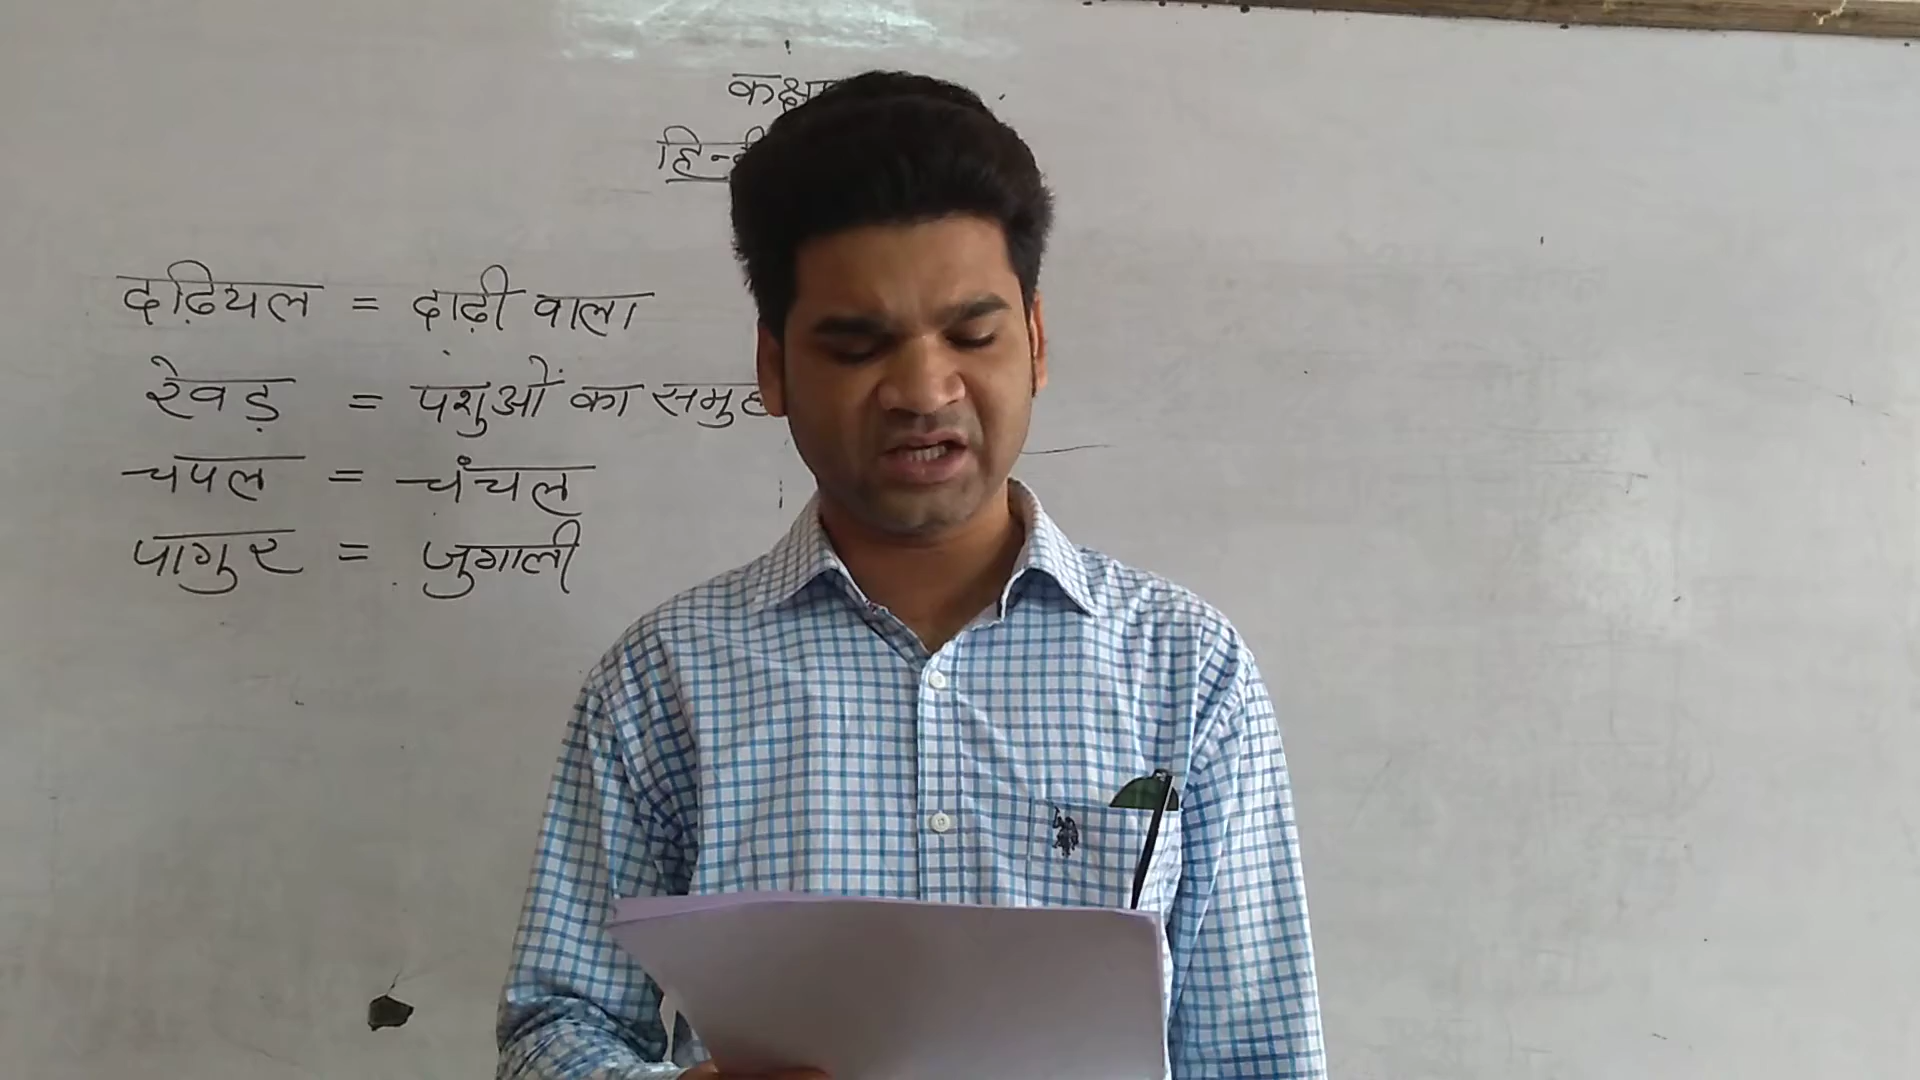 दढ़ियल = दाढ़ी वाला
रेवड़ = पशुओं का समुह
चपल = चंचल
पागुर = जुगाली